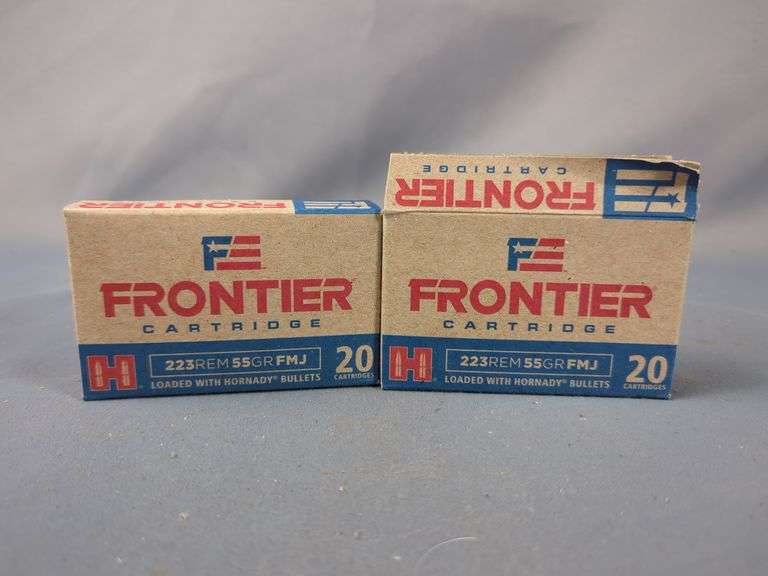 FRONTIER
FRONTIER
CARTRIDGE
223REM 55GR FMJ
LOADED WITH HORNADY® BULLETS
20
CARTRIDGES
H
CARTRIDGE
FRONTIER
FRONTIER
CARTRIDGE
223REM 55GR FMJ
LOADED WITH HORNADY® BULLETS
20
CARTRIDGES
H